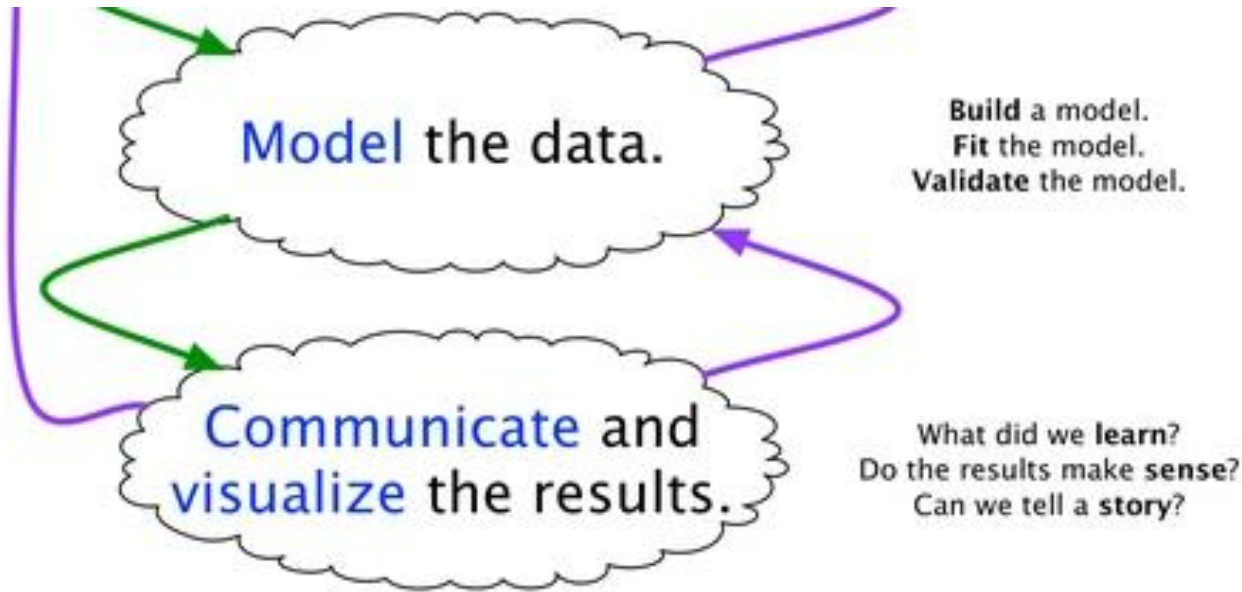 Model the data.
Build a model.
Fit the model.
Validate the model.
Communicate and
visualize the results.
What did we learn?
Do the results make sense?
Can we tell a story?